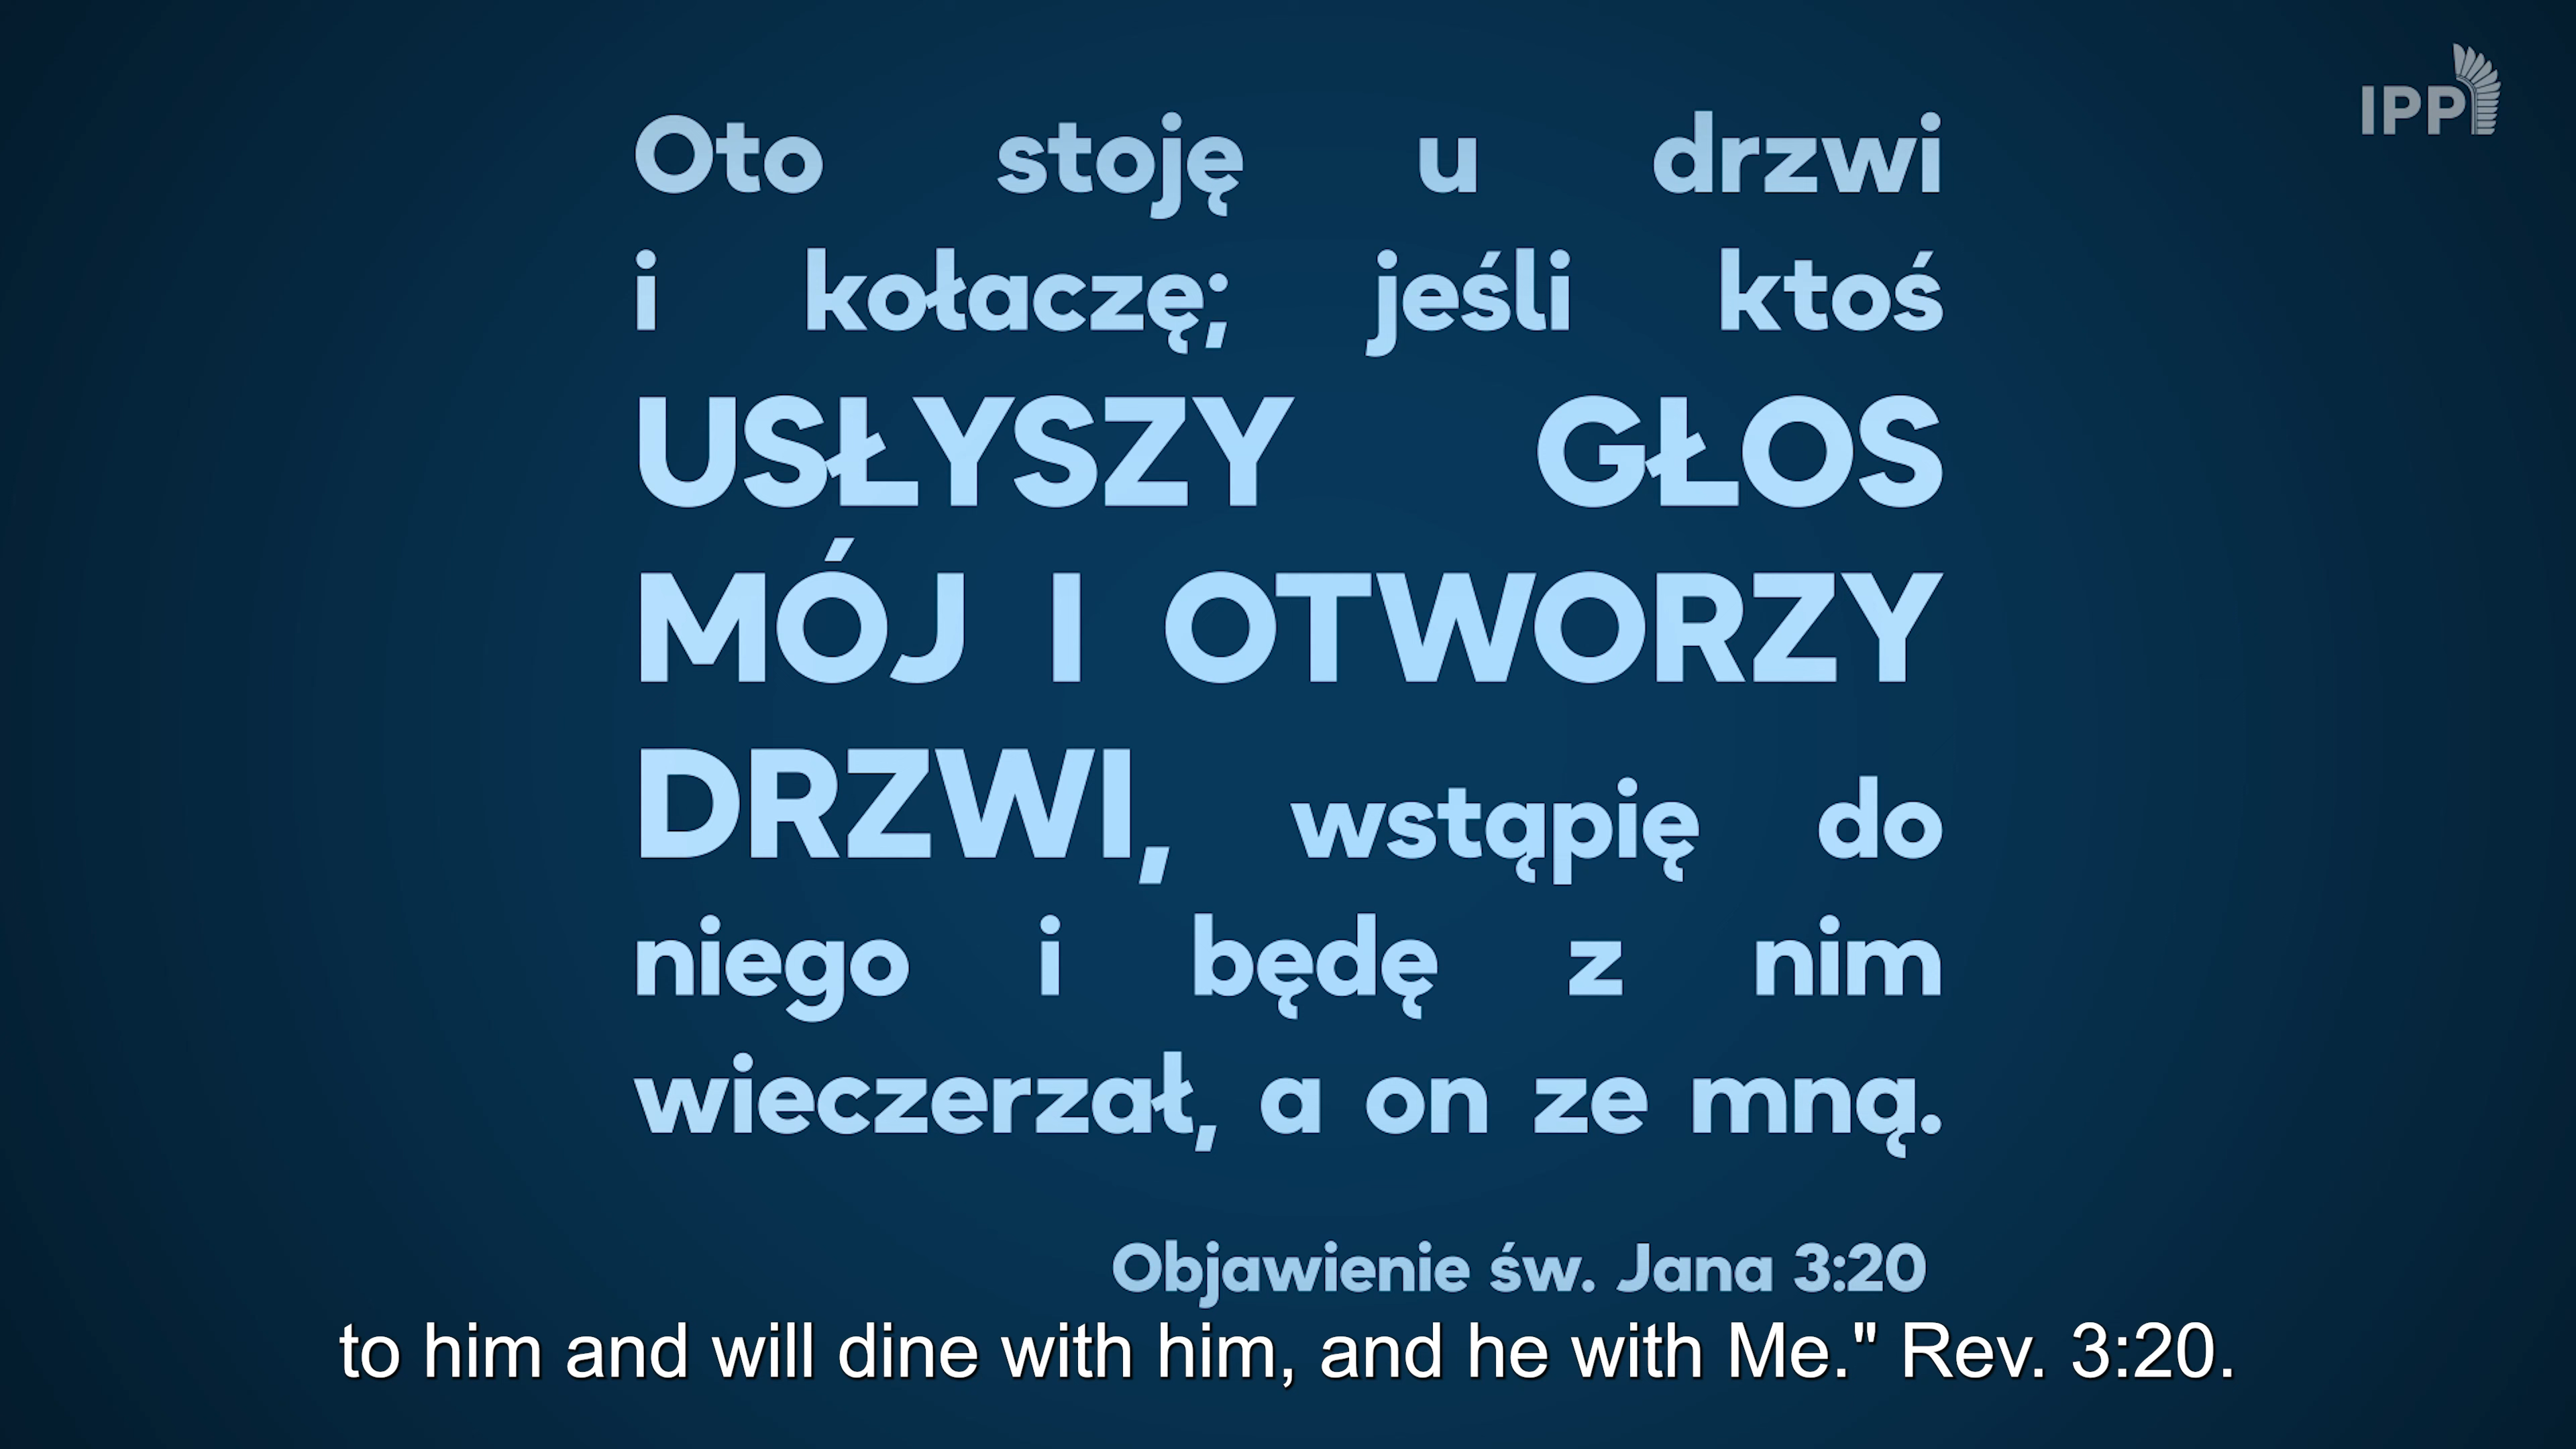 IPP
Oto stoję u drzwi
i kołaczę; jeśli ktoś
USŁYSZY GŁOS
MÓJ I OTWORZY
DRZWI, wstąpię do
niego i będę z nim
wieczerzał, a on ze mną.
Objawienie św. Jana 3:20
to him and will dine with him, and he with Me." Rev. 3:20.